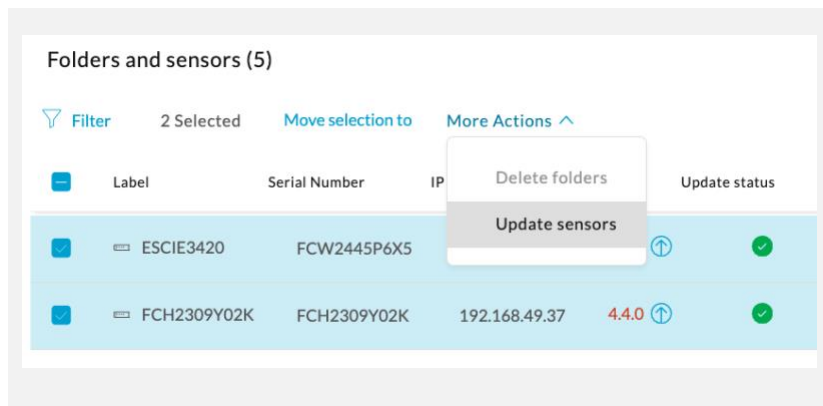 Folders and sensors (5)
Filter 2 Selected Move selection to More Actions
Delete folders
Label Serial Number IP Update status
Update sensors
ESCIE3420 FCW2445P6X5
FCH2309Y02K FCH2309Y02K 192.168.49.37 4.4.0